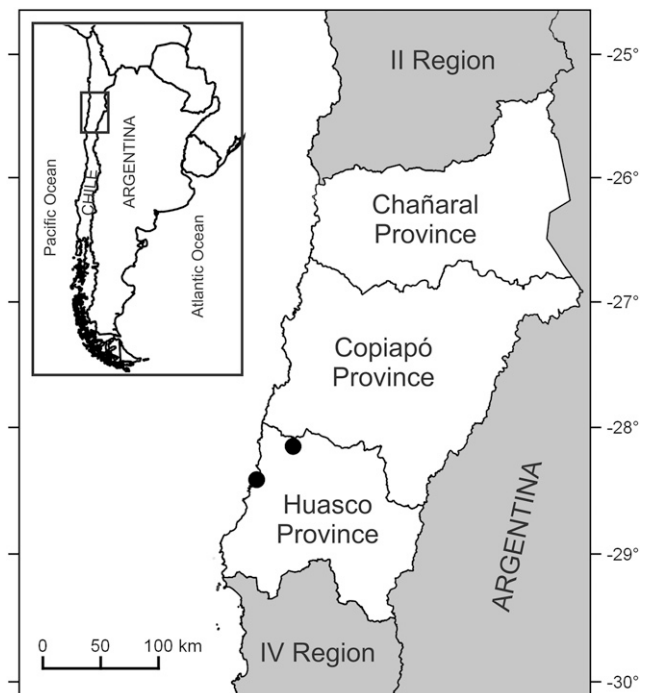 II Region
-25°
Pacific Ocean
CHILE
ARGENTINA
Atlantic Ocean
-26°
Chañaral
Province
-27°
Copiapó
Province
-28°
Huasco
Province
ARGENTINA
-29°
0 50 100 km
IV Region
-30°